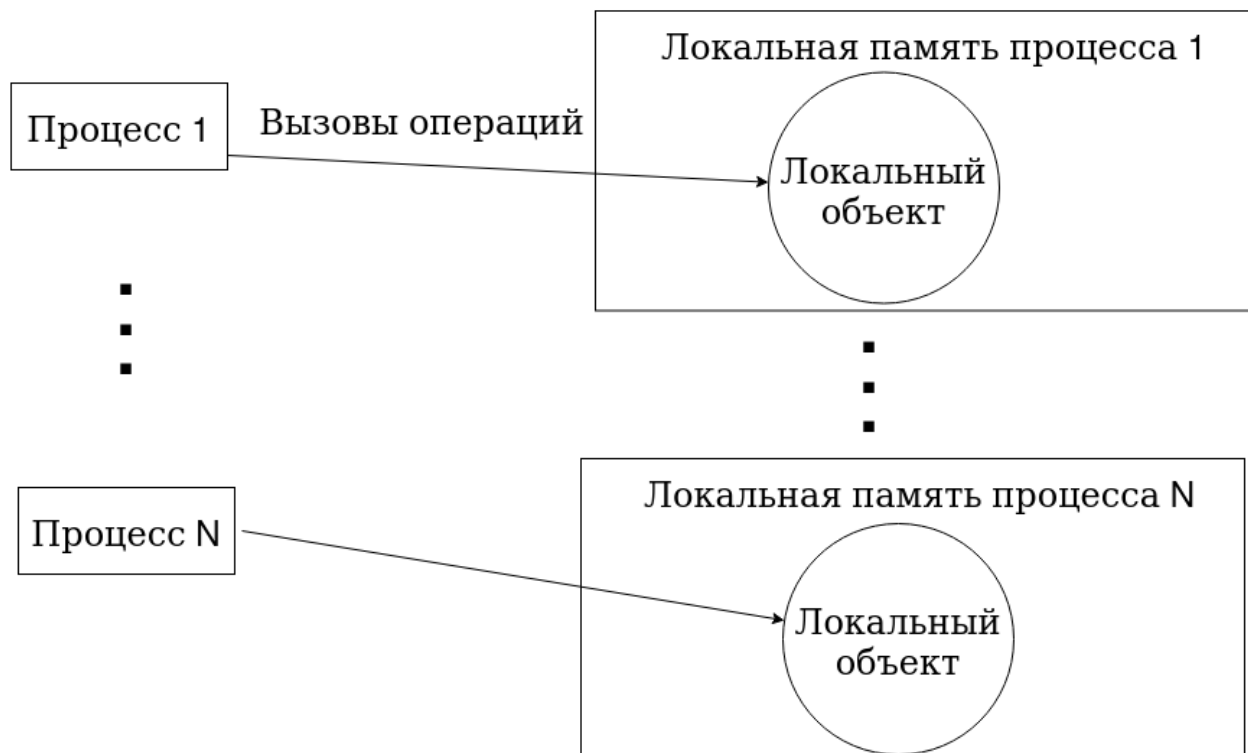 Локальная память процесса 1
Процесс 1
Вызовы операций
Локальный
объект
Локальная память процесса N
Процесс N
Локальный
объект